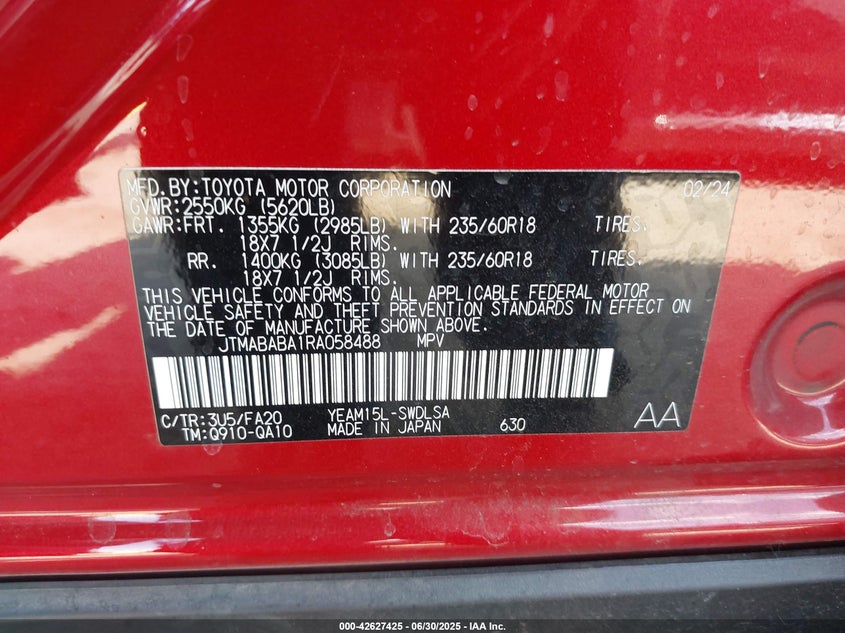 MFD.BY:TOYOTA MOTOR CORPORATION 02/24
GVWR:2550KG (5620LB)
GAWR:FRT. 1355KG (2985LB) WITH 235/60R18 TIRES.
18X7 1/2J RIMS.
RR. 1400KG (3085LB) WITH 235/60R18 TIRES.
18X7 1/2J RIMS.
THIS VEHICLE CONFORMS TO ALL APPLICABLE FEDERAL MOTOR
VEHICLE SAFETY AND THEFT PREVENTION STANDARDS IN EFFECT ON
THE DATE OF MANUFACTURE SHOWN ABOVE.
JTMABABA1RA058488 MPV
C/TR:3U5/FA20 YEAM15L-SWDLSA AA
TM:Q910-QA10 MADE IN JAPAN 630
000-42627425 - 06/30/2025 - IAA Inc.